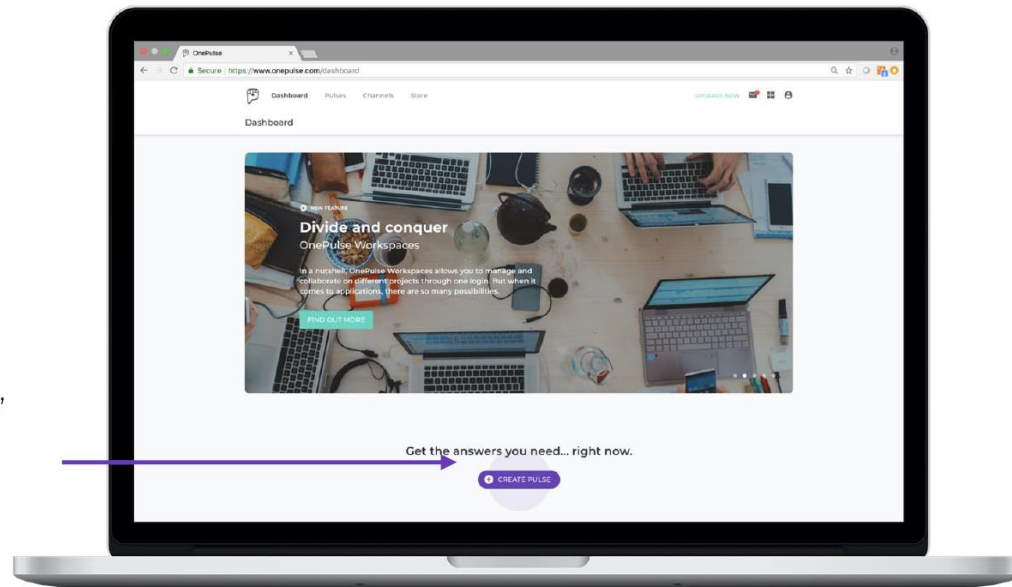 OnePulse
Secure https://www.onepulse.com/dashboard
Dashboard Pulses Channels Store UPGRADE NOW
Dashboard
NEW FEATURE
Divide and conquer
OnePulse Workspaces
In a nutshell, OnePulse Workspaces allows you to manage and
collaborate on different projects through one login. But when it
comes to applications, there are so many possibilities.
FIND OUT MORE
,
Get the answers you need... right now.
CREATE PULSE